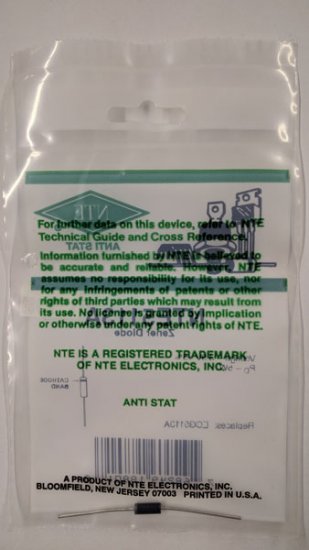 NTE
For further data on this device, refer to NTE
ANTI STAT
Technical Guide and Cross Reference.
Information furnished by NTE is believed to
be accurate and reliable. However, NTE
assumes no responsibility for its use, nor
for any infringements of patents or other
rights of third parties which may result from
its use. No license is granted by implication
or otherwise under any patent rights of NTE.
Zener Diode
NTE IS A REGISTERED TRADEMARK
OF NTE ELECTRONICS, INC.
CATHODE
BAND
ANTI STAT
Replaces: ECG5113A
A PRODUCT OF NTE ELECTRONICS, INC.
BLOOMFIELD, NEW JERSEY 07003 PRINTED IN U.S.A.